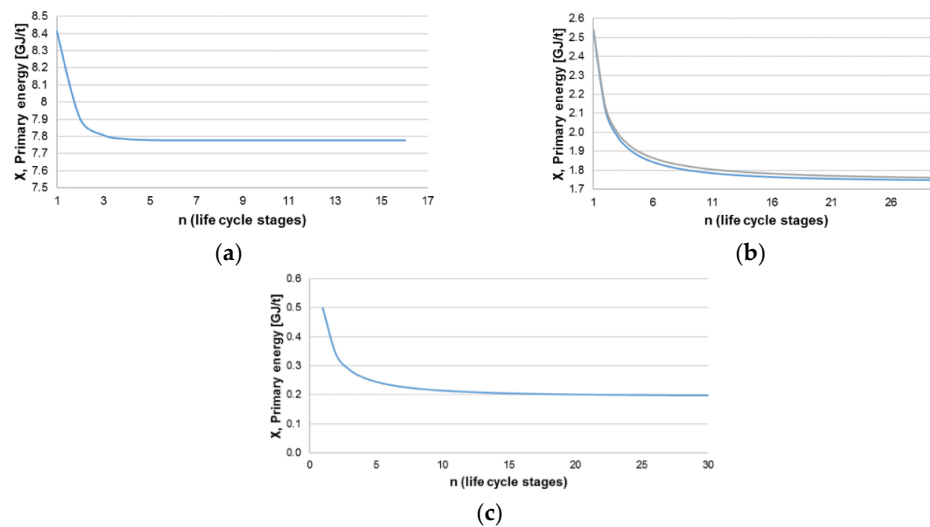 X, Primary energy [GJ/t]
8.5
8.4
8.3
8.2
8.1
8
7.9
7.8
7.7
7.6
7.5
1 3 5 7 9 11 13 15 17
n (life cycle stages)
(a)
X, Primary energy [GJ/t]
2.6
2.5
2.4
2.3
2.2
2.1
2.0
1.9
1.8
1.7
1 6 11 16 21 26
n (life cycle stages)
(b)
X, Primary energy [GJ/t]
0.6
0.5
0.4
0.3
0.2
0.1
0.0
0 5 10 15 20 25 30
n (life cycle stages)
(c)